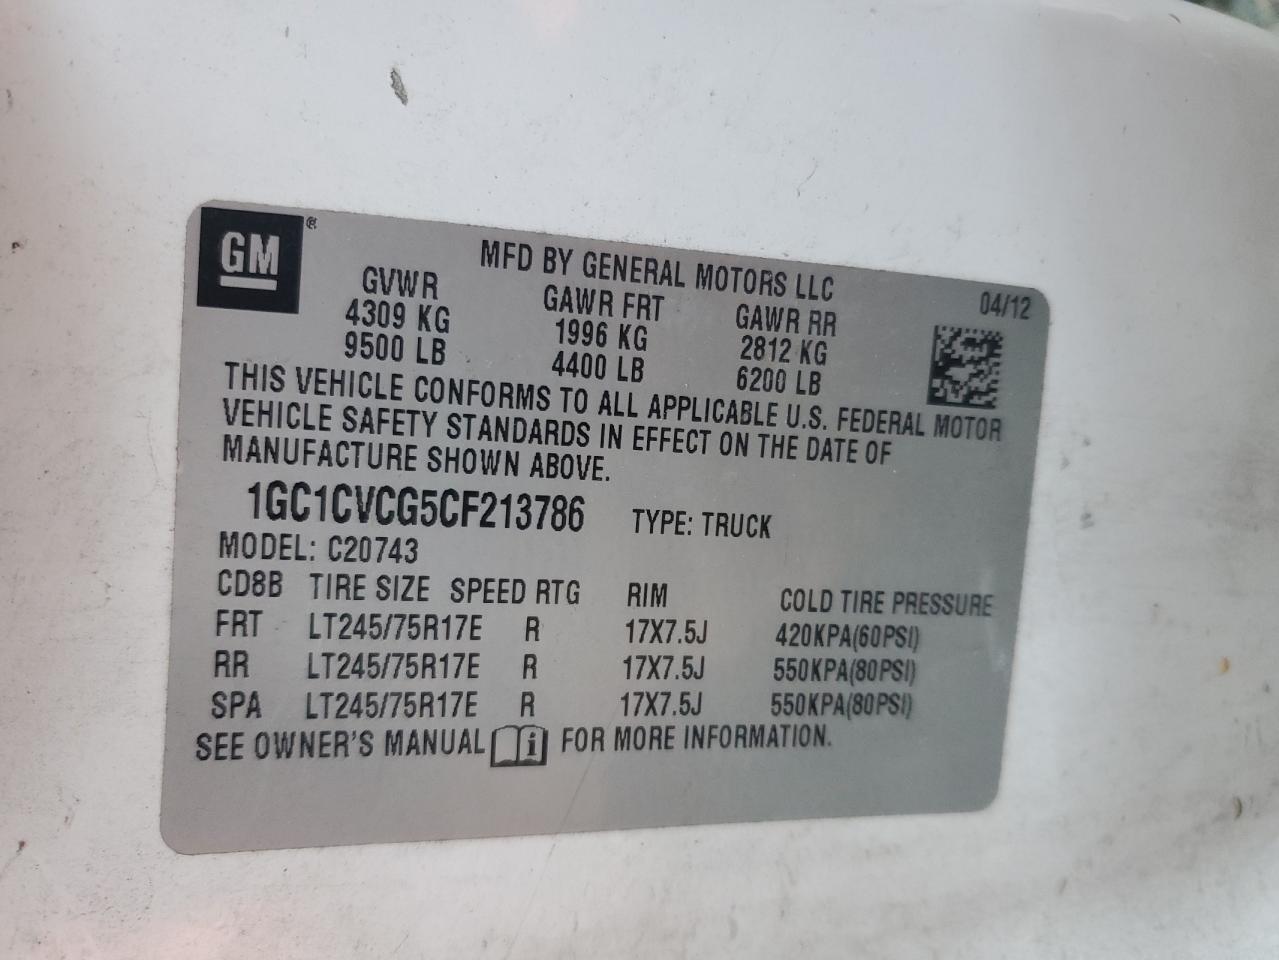 GM ®
MFD BY GENERAL MOTORS LLC
04/12
GVWR GAWR FRT GAWR RR
4309 KG 1996 KG 2812 KG
9500 LB 4400 LB 6200 LB
THIS VEHICLE CONFORMS TO ALL APPLICABLE U.S. FEDERAL MOTOR
VEHICLE SAFETY STANDARDS IN EFFECT ON THE DATE OF
MANUFACTURE SHOWN ABOVE.
1GC1CVCG5CF213786 TYPE: TRUCK
MODEL: C20743
CD8B TIRE SIZE SPEED RTG RIM COLD TIRE PRESSURE
FRT LT245/75R17E R 17X7.5J 420KPA(60PSI)
RR LT245/75R17E R 17X7.5J 550KPA(80PSI)
SPA LT245/75R17E R 17X7.5J 550KPA(80PSI)
SEE OWNER'S MANUAL i FOR MORE INFORMATION.